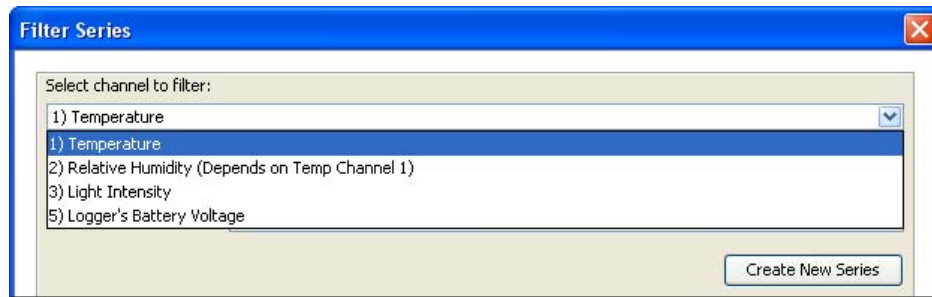 Filter Series
Select channel to filter:
1) Temperature
1) Temperature
2) Relative Humidity (Depends on Temp Channel 1)
3) Light Intensity
5) Logger's Battery Voltage
Create New Series